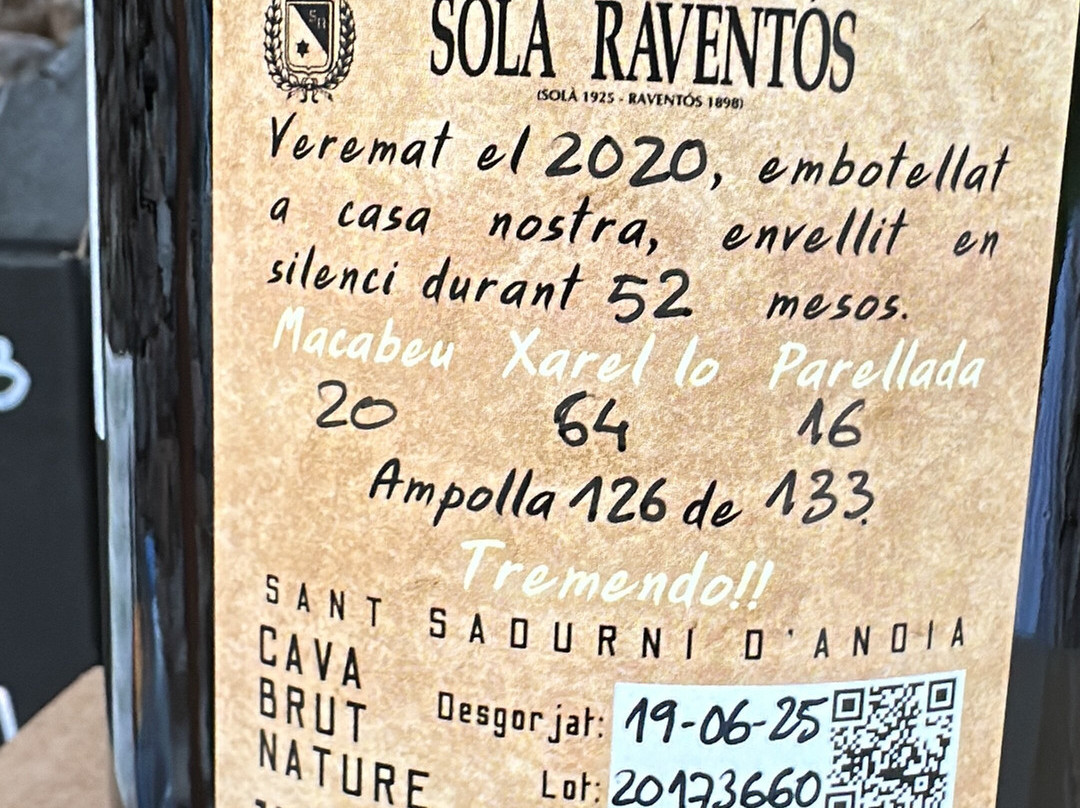 SR
SOLÀ RAVENTÓS
(SOLÀ 1925 - RAVENTÓS 1898)
Veremat el 2020, embotellat
a casa nostra, envellit en
silenci durant 52 mesos.
Macabeu Xarel lo Parellada
20 64 16
Ampolla 126 de 133.
Tremendo!!
SANT SADURNI D'ANOIA
CAVA
BRUT
NATURE
Desgorjat: 19-06-25
Lot: 20173660